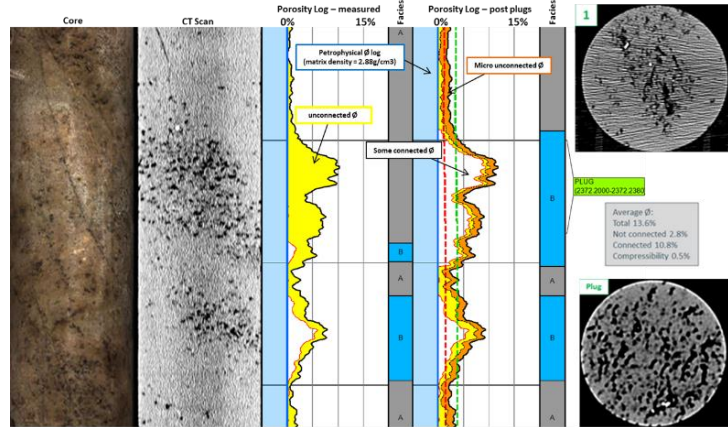 Core
CT Scan
Porosity Log – measured
0% 15%
Facies
Porosity Log – post plugs
0% 15%
Facies
A
Petrophysical Ø log
(matrix density = 2.88g/cm3)
unconnected Ø
Micro unconnected Ø
Some connected Ø
B
A
B
A
A
B
A
B
A
1
PLUG
(2372.2000-2372.2380)
Average Ø:
Total 13.6%
Not connected 2.8%
Connected 10.8%
Compressibility 0.5%
Plug